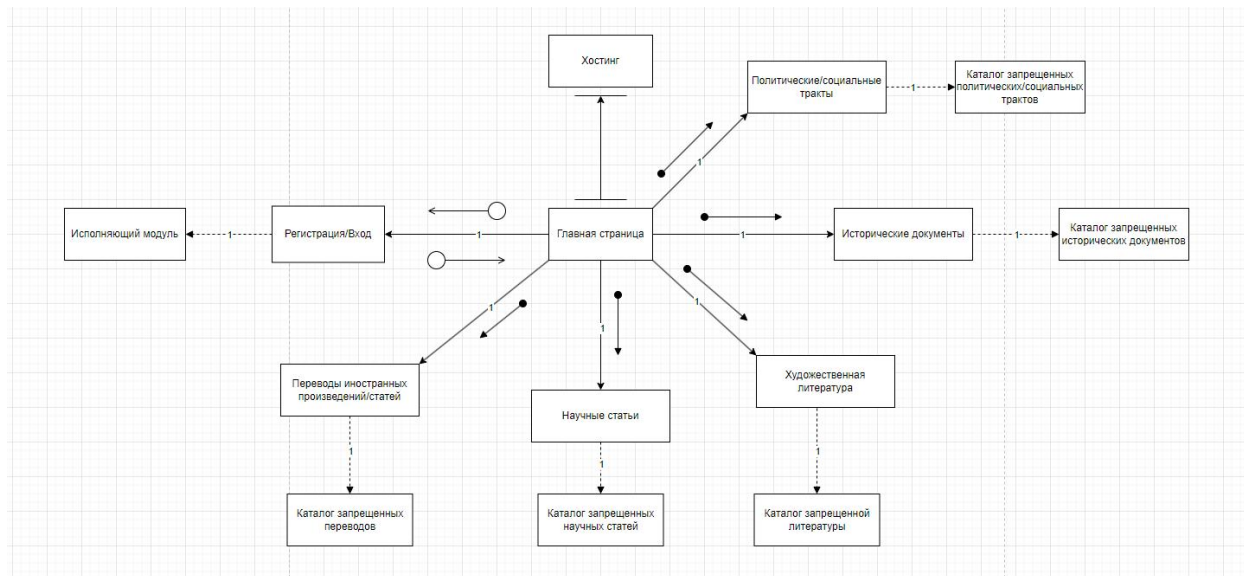 Хостинг
Политические/социальные
тракты
1
Каталог запрещенных
политических/социальных
трактов
1
Исполняющий модуль
1
Регистрация/Вход
1
Главная страница
1
Исторические документы
1
Каталог запрещенных
исторических документов
1
1
1
Переводы иностранных
произведений/статей
Научные статьи
Художественная
литература
1
1
1
Каталог запрещенных
переводов
Каталог запрещенных
научных статей
Каталог запрещенной
литературы